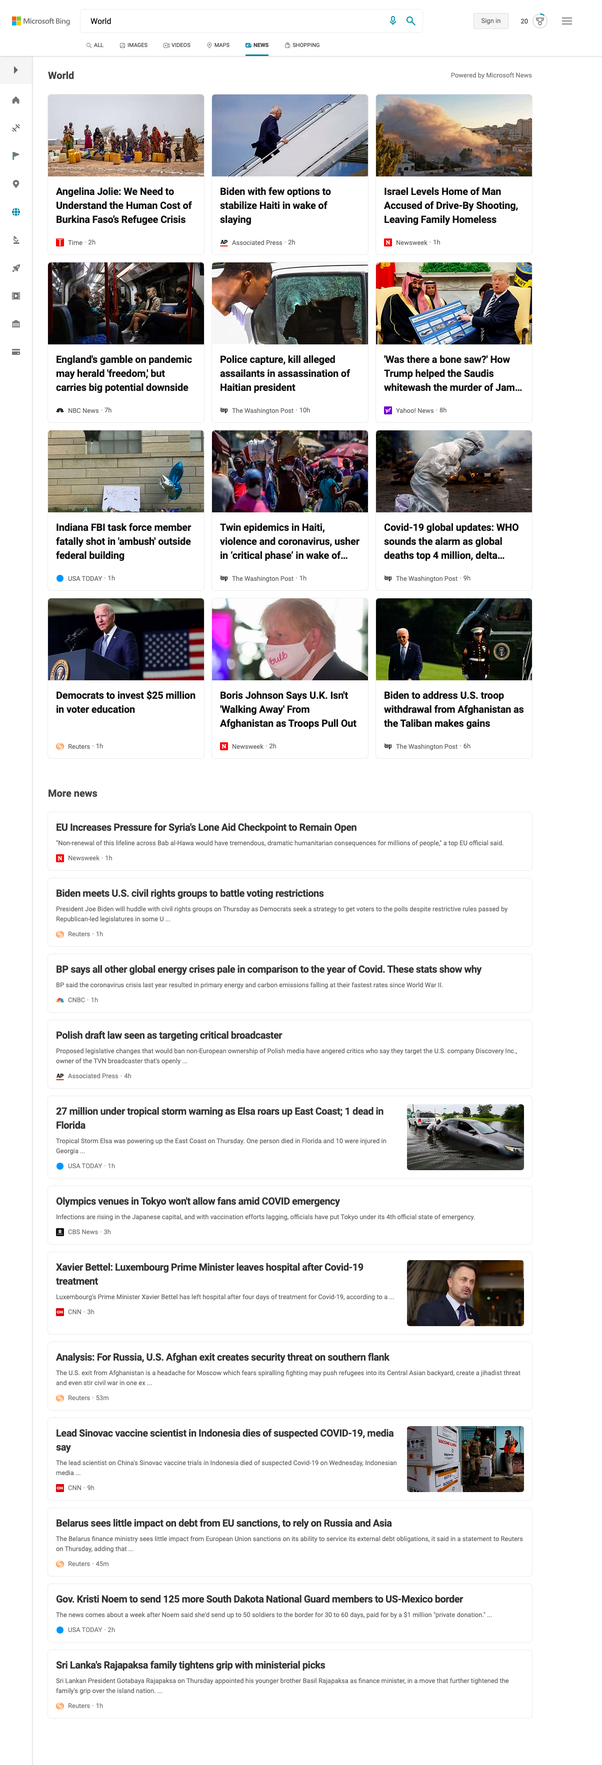 Microsoft Bing
World
Sign in
20
ALL
IMAGES
VIDEOS
MAPS
NEWS
SHOPPING
World
Powered by Microsoft News
Angelina Jolie: We Need to
Understand the Human Cost of
Burkina Faso's Refugee Crisis
Time · 2h
Biden with few options to
stabilize Haiti in wake of
slaying
AP Associated Press · 2h
Israel Levels Home of Man
Accused of Drive-By Shooting,
Leaving Family Homeless
N Newsweek · 1h
England's gamble on pandemic
may herald 'freedom,' but
carries big potential downside
NBC News · 7h
Police capture, kill alleged
assailants in assassination of
Haitian president
wp The Washington Post · 10h
'Was there a bone saw?' How
Trump helped the Saudis
whitewash the murder of Jam...
Yahoo! News · 8h
Indiana FBI task force member
fatally shot in 'ambush' outside
federal building
USA TODAY · 1h
Twin epidemics in Haiti,
violence and coronavirus, usher
in 'critical phase' in wake of...
wp The Washington Post · 1h
Covid-19 global updates: WHO
sounds the alarm as global
deaths top 4 million, delta...
wp The Washington Post · 9h
Democrats to invest $25 million
in voter education
Reuters · 1h
bulb
Boris Johnson Says U.K. Isn't
'Walking Away' From
Afghanistan as Troops Pull Out
N Newsweek · 2h
Biden to address U.S. troop
withdrawal from Afghanistan as
the Taliban makes gains
wp The Washington Post · 6h
More news
EU Increases Pressure for Syria's Lone Aid Checkpoint to Remain Open
"Non-renewal of this lifeline across Bab al-Hawa would have tremendous, dramatic humanitarian consequences for millions of people," a top EU official said.
N Newsweek · 1h
Biden meets U.S. civil rights groups to battle voting restrictions
President Joe Biden will huddle with civil rights groups on Thursday as Democrats seek a strategy to get voters to the polls despite restrictive rules passed by
Republican-led legislatures in some U ...
Reuters · 1h
BP says all other global energy crises pale in comparison to the year of Covid. These stats show why
BP said the coronavirus crisis last year resulted in primary energy and carbon emissions falling at their fastest rates since World War II.
CNBC · 1h
Polish draft law seen as targeting critical broadcaster
Proposed legislative changes that would ban non-European ownership of Polish media have angered critics who say they target the U.S. company Discovery Inc.,
owner of the TVN broadcaster that's openly ...
AP Associated Press · 4h
27 million under tropical storm warning as Elsa roars up East Coast; 1 dead in
Florida
Tropical Storm Elsa was powering up the East Coast on Thursday. One person died in Florida and 10 were injured in
Georgia ...
USA TODAY · 1h
Olympics venues in Tokyo won't allow fans amid COVID emergency
Infections are rising in the Japanese capital, and with vaccination efforts lagging, officials have put Tokyo under its 4th official state of emergency.
CBS News · 3h
Xavier Bettel: Luxembourg Prime Minister leaves hospital after Covid-19
treatment
Luxembourg's Prime Minister Xavier Bettel has left hospital after four days of treatment for Covid-19, according to a ...
CNN CNN · 3h
Analysis: For Russia, U.S. Afghan exit creates security threat on southern flank
The U.S. exit from Afghanistan is a headache for Moscow which fears spiralling fighting may push refugees into its Central Asian backyard, create a jihadist threat
and even stir civil war in one ex ...
Reuters · 53m
Lead Sinovac vaccine scientist in Indonesia dies of suspected COVID-19, media
say
The lead scientist on China's Sinovac vaccine trials in Indonesia died of suspected Covid-19 on Wednesday, Indonesian
media ...
CNN CNN · 9h
Belarus sees little impact on debt from EU sanctions, to rely on Russia and Asia
The Belarus finance ministry sees little impact from European Union sanctions on its ability to service its external debt obligations, it said in a statement to Reuters
on Thursday, adding that ...
Reuters · 45m
Gov. Kristi Noem to send 125 more South Dakota National Guard members to US-Mexico border
The news comes about a week after Noem said she'd send up to 50 soldiers to the border for 30 to 60 days, paid for by a $1 million "private donation." ...
USA TODAY · 2h
Sri Lanka's Rajapaksa family tightens grip with ministerial picks
Sri Lankan President Gotabaya Rajapaksa on Thursday appointed his younger brother Basil Rajapaksa as finance minister, in a move that further tightened the
family's grip over the island nation. ...
Reuters · 1h